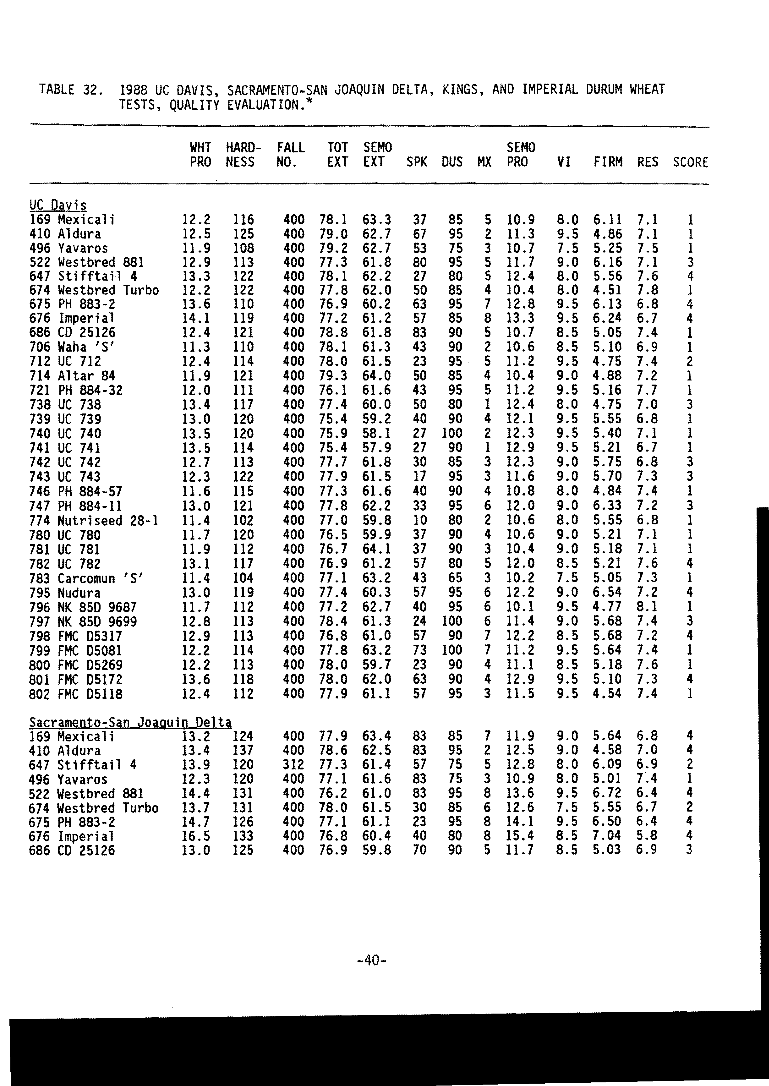 TABLE 32. 1988 UC DAVIS, SACRAMENTO-SAN JOAQUIN DELTA, KINGS, AND IMPERIAL DURUM WHEAT
TESTS, QUALITY EVALUATION.*
WHT HARD- FALL TOT SEMO SEMO
PRO NESS NO. EXT EXT SPK DUS MX PRO VI FIRM RES SCORE
UC Davis
169 Mexicali 12.2 116 400 78.1 63.3 37 85 5 10.9 8.0 6.11 7.1 1
410 Aldura 12.5 125 400 79.0 62.7 67 95 2 11.3 9.5 4.86 7.1 1
496 Yavaros 11.9 108 400 79.2 62.7 53 75 3 10.7 7.5 5.25 7.5 1
522 Westbred 881 12.9 113 400 77.3 61.8 80 95 5 11.7 9.0 6.16 7.1 3
647 Stifftail 4 13.3 122 400 78.1 62.2 27 80 5 12.4 8.0 5.56 7.6 4
674 Westbred Turbo 12.2 122 400 77.8 62.0 50 85 4 10.4 8.0 4.51 7.8 1
675 PH 883-2 13.6 110 400 76.9 60.2 63 95 7 12.8 9.5 6.13 6.8 4
676 Imperial 14.1 119 400 77.2 61.2 57 85 8 13.3 9.5 6.24 6.7 4
686 CD 25126 12.4 121 400 78.8 61.8 83 90 5 10.7 8.5 5.05 7.4 1
706 Waha 'S' 11.3 110 400 78.1 61.3 43 90 2 10.6 8.5 5.10 6.9 1
712 UC 712 12.4 114 400 78.0 61.5 23 95 5 11.2 9.5 4.75 7.4 2
714 Altar 84 11.9 121 400 79.3 64.0 50 85 4 10.4 9.0 4.88 7.2 1
721 PH 884-32 12.0 111 400 76.1 61.6 43 95 5 11.2 9.5 5.16 7.7 1
738 UC 738 13.4 117 400 77.4 60.0 50 80 1 12.4 8.0 4.75 7.0 3
739 UC 739 13.0 120 400 75.4 59.2 40 90 4 12.1 9.5 5.55 6.8 1
740 UC 740 13.5 120 400 75.9 58.1 27 100 2 12.3 9.5 5.40 7.1 1
741 UC 741 13.5 114 400 75.4 57.9 27 90 1 12.9 9.5 5.21 6.7 1
742 UC 742 12.7 113 400 77.7 61.8 30 85 3 12.3 9.0 5.75 6.8 3
743 UC 743 12.3 122 400 77.9 61.5 17 95 3 11.6 9.0 5.70 7.3 3
746 PH 884-57 11.6 115 400 77.3 61.6 40 90 4 10.8 8.0 4.84 7.4 1
747 PH 884-11 13.0 121 400 77.8 62.2 33 95 6 12.0 9.0 6.33 7.2 3
774 Nutriseed 28-1 11.4 102 400 77.0 59.8 10 80 2 10.6 8.0 5.55 6.8 1
780 UC 780 11.7 120 400 76.5 59.9 37 90 4 10.6 9.0 5.21 7.1 1
781 UC 781 11.9 112 400 76.7 64.1 37 90 3 10.4 9.0 5.18 7.1 1
782 UC 782 13.1 117 400 76.9 61.2 57 80 5 12.0 8.5 5.21 7.6 4
783 Carcomun 'S' 11.4 104 400 77.1 63.2 43 65 3 10.2 7.5 5.05 7.3 1
795 Nudura 13.0 119 400 77.4 60.3 57 95 6 12.2 9.0 6.54 7.2 4
796 NK 85D 9687 11.7 112 400 77.2 62.7 40 95 6 10.1 9.5 4.77 8.1 1
797 NK 85D 9699 12.8 113 400 78.4 61.3 24 100 6 11.4 9.0 5.68 7.4 3
798 FMC D5317 12.9 113 400 76.8 61.0 57 90 7 12.2 8.5 5.68 7.2 4
799 FMC D5081 12.2 114 400 77.8 63.2 73 100 7 11.2 9.5 5.64 7.4 1
800 FMC D5269 12.2 113 400 78.0 59.7 23 90 4 11.1 8.5 5.18 7.6 1
801 FMC D5172 13.6 118 400 78.0 62.0 63 90 4 12.9 9.5 5.10 7.3 4
802 FMC D5118 12.4 112 400 77.9 61.1 57 95 3 11.5 9.5 4.54 7.4 1
Sacramento-San Joaquin Delta
169 Mexicali 13.2 124 400 77.9 63.4 83 85 7 11.9 9.0 5.64 6.8 4
410 Aldura 13.4 137 400 78.6 62.5 83 95 2 12.5 9.0 4.58 7.0 4
647 Stifftail 4 13.9 120 312 77.3 61.4 57 75 5 12.8 8.0 6.09 6.9 2
496 Yavaros 12.3 120 400 77.1 61.6 83 75 3 10.9 8.0 5.01 7.4 1
522 Westbred 881 14.4 131 400 76.2 61.0 83 95 8 13.6 9.5 6.72 6.4 4
674 Westbred Turbo 13.7 131 400 78.0 61.5 30 85 6 12.6 7.5 5.55 6.7 2
675 PH 883-2 14.7 126 400 77.1 61.1 23 95 8 14.1 9.5 6.50 6.4 4
676 Imperial 16.5 133 400 76.8 60.4 40 80 8 15.4 8.5 7.04 5.8 4
686 CD 25126 13.0 125 400 76.9 59.8 70 90 5 11.7 8.5 5.03 6.9 3
-40-